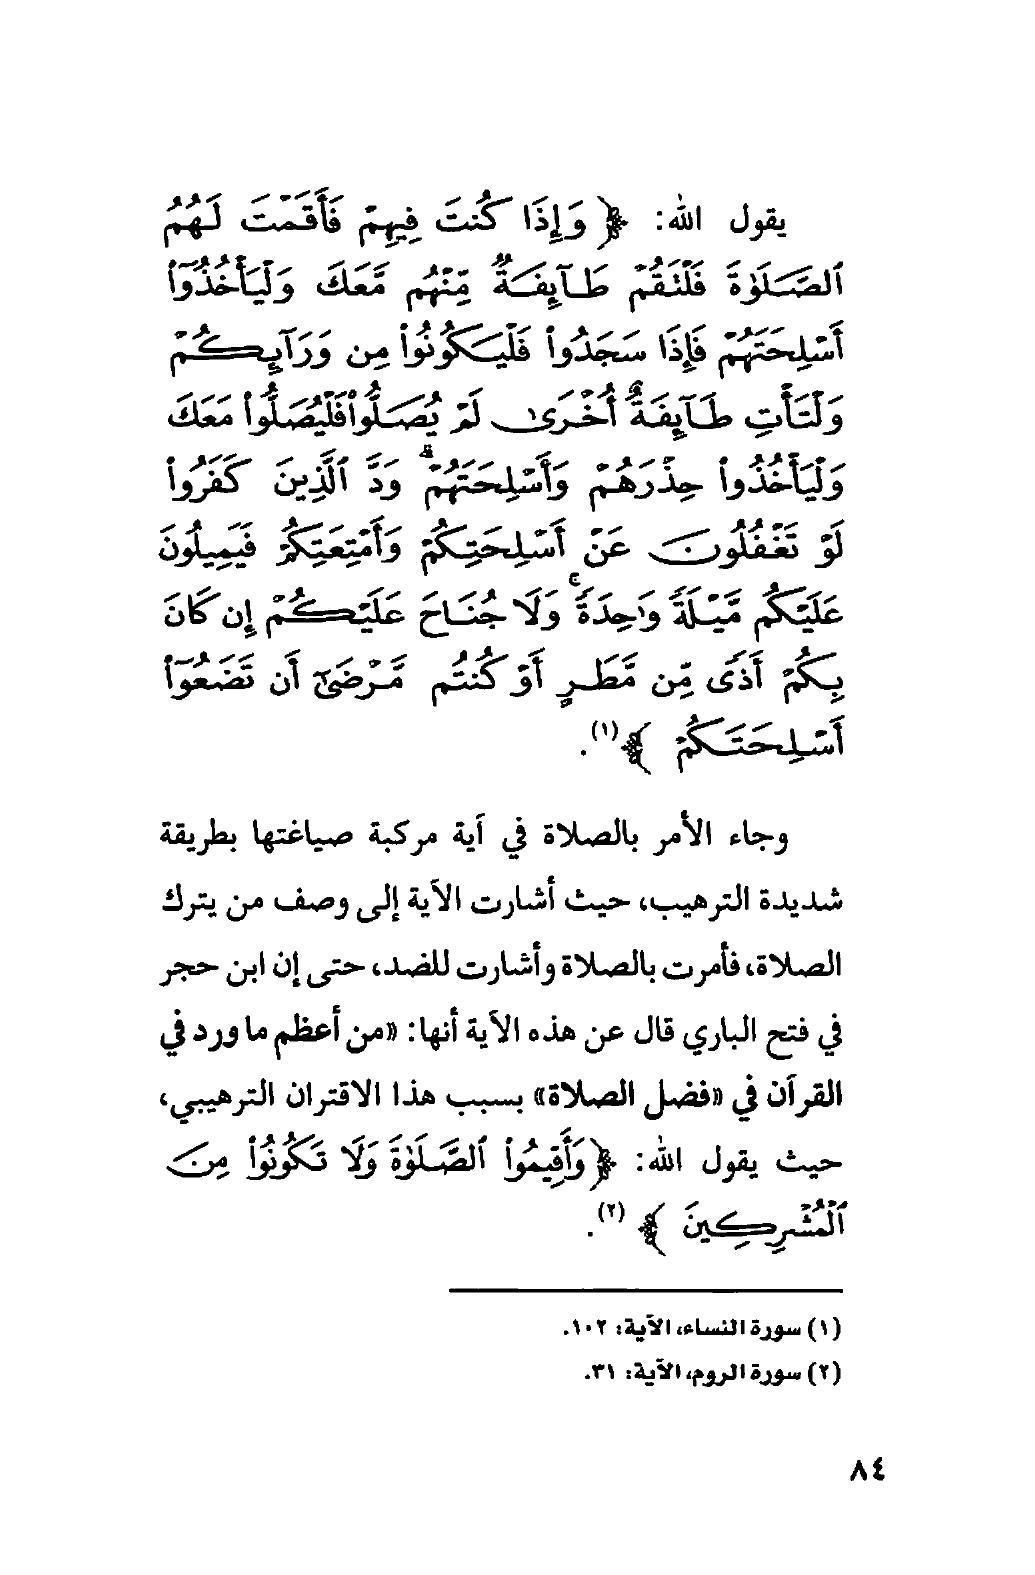 يقول الله: ﴿ وَإِذَا كُنتَ فِيهِمْ فَأَقَمْتَ لَهُمُ
ٱلصَّلَوٰةَ فَلْتَقُمْ طَآئِفَةٌ مِّنْهُم مَّعَكَ وَلْيَأْخُذُوٓا۟
أَسْلِحَتَهُمْ فَإِذَا سَجَدُوا۟ فَلْيَكُونُوا۟ مِن وَرَآئِكُمْ
وَلْتَأْتِ طَآئِفَةٌ أُخْرَىٰ لَمْ يُصَلُّوا۟ فَلْيُصَلُّوا۟ مَعَكَ
وَلْيَأْخُذُوا۟ حِذْرَهُمْ وَأَسْلِحَتَهُمْ ۗ وَدَّ ٱلَّذِينَ كَفَرُوا۟
لَوْ تَغْفُلُونَ عَنْ أَسْلِحَتِكُمْ وَأَمْتِعَتِكُمْ فَيَمِيلُونَ
عَلَيْكُم مَّيْلَةً وَٰحِدَةً ۚ وَلَا جُنَاحَ عَلَيْكُمْ إِن كَانَ
بِكُمْ أَذًى مِّن مَّطَرٍ أَوْ كُنتُم مَّرْضَىٰٓ أَن تَضَعُوٓا۟
أَسْلِحَتَكُمْ ﴾(١).
وجاء الأمر بالصلاة في آية مركبة صياغتها بطريقة
شديدة الترهيب، حيث أشارت الآية إلى وصف من يترك
الصلاة، فأمرت بالصلاة وأشارت للضد، حتى إن ابن حجر
في فتح الباري قال عن هذه الآية أنها: «من أعظم ما ورد في
القرآن في «فضل الصلاة» بسبب هذا الاقتران الترهيبي،
حيث يقول الله: ﴿وَأَقِيمُوا۟ ٱلصَّلَوٰةَ وَلَا تَكُونُوا۟ مِنَ
ٱلْمُشْرِكِينَ ﴾(٢).
(١) سورة النساء، الآية: ١٠٢.
(٢) سورة الروم، الآية: ٣١.
٨٤